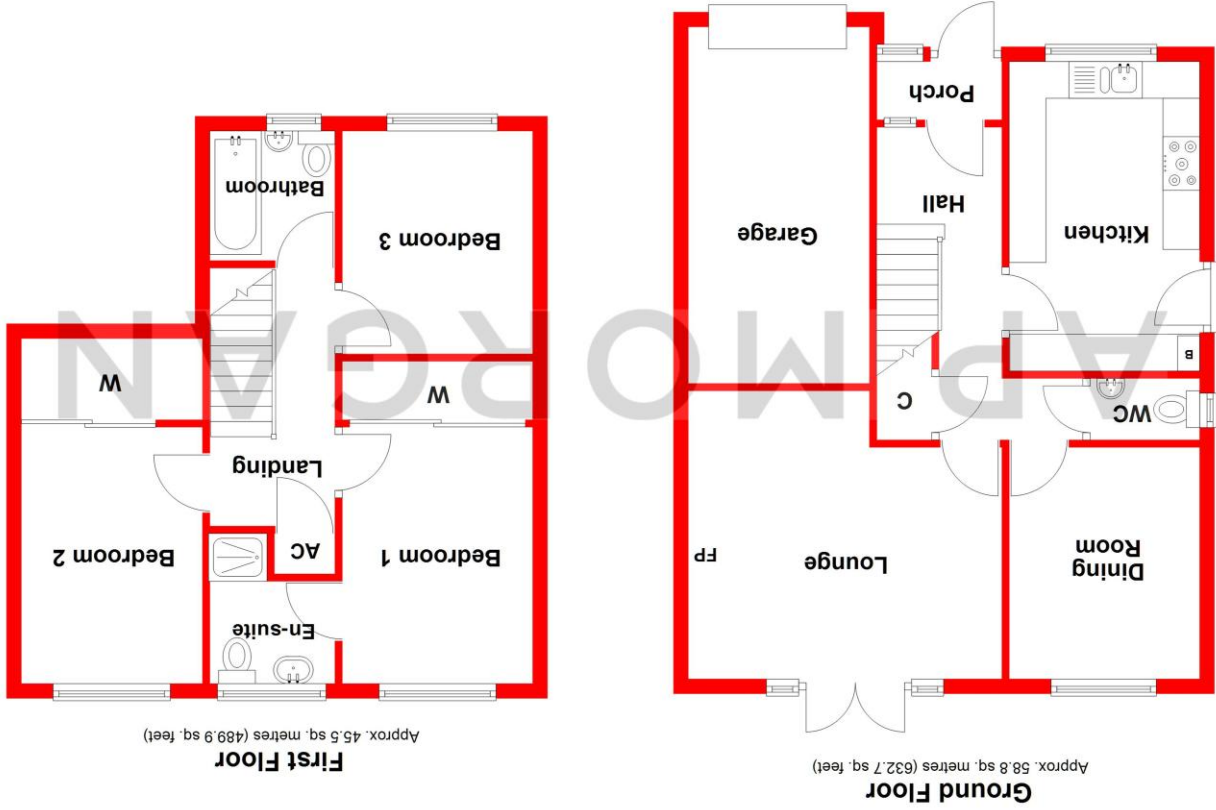 Ground Floor
Approx. 58.8 sq. metres (632.7 sq. feet)
Dining
Room
Lounge
FP
WC
C
B
Kitchen
Hall
Garage
Porch
First Floor
Approx. 45.5 sq. metres (489.9 sq. feet)
Bedroom 1
En-suite
Bedroom 2
AC
Landing
W
W
Bedroom 3
Bathroom
AP MORGAN